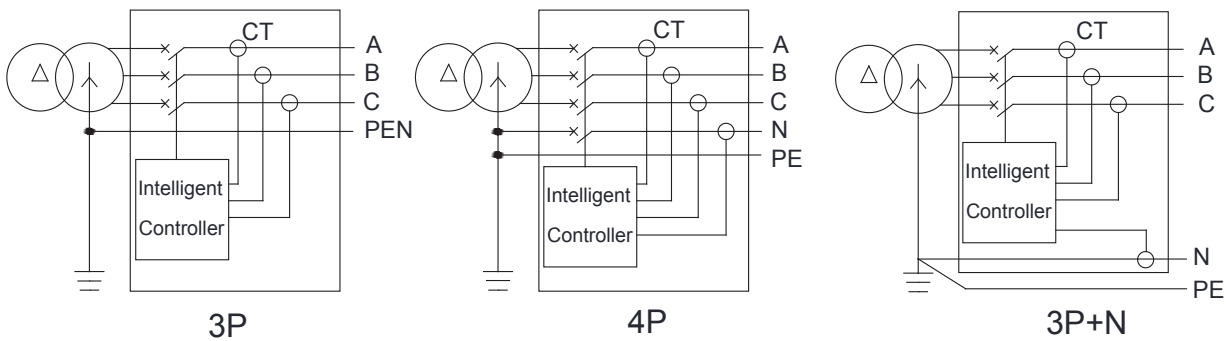 CT
A
B
C
PEN
Intelligent
Controller
3P
CT
A
B
C
N
PE
Intelligent
Controller
4P
CT
A
B
C
Intelligent
Controller
N
PE
3P+N